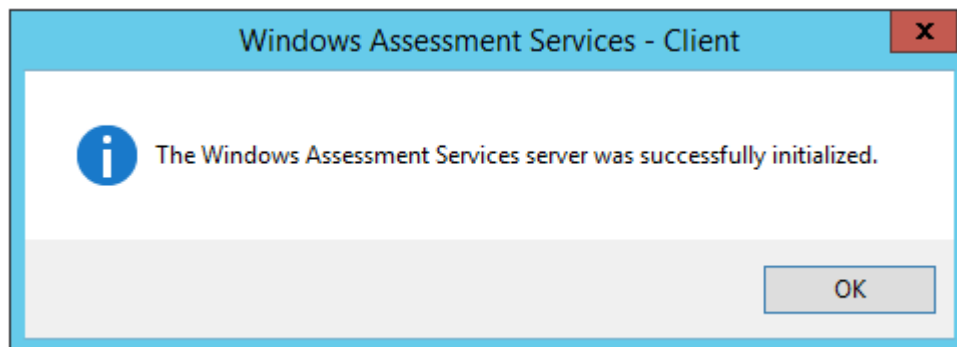 Windows Assessment Services - Client
The Windows Assessment Services server was successfully initialized.
OK